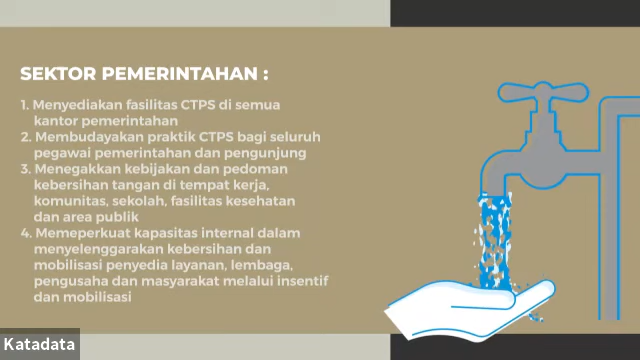 SEKTOR PEMERINTAHAN :
1. Menyediakan fasilitas CTPS di semua
kantor pemerintahan
2. Membudayakan praktik CTPS bagi seluruh
pegawai pemerintahan dan pengunjung
3. Menegakkan kebijakan dan pedoman
kebersihan tangan di tempat kerja,
komunitas, sekolah, fasilitas kesehatan
dan area publik
4. Memeperkuat kapasitas internal dalam
menyelenggarakan kebersihan dan
mobilisasi penyedia layanan, lembaga,
pengusaha dan masyarakat melalui insentif
dan mobilisasi
Katadata